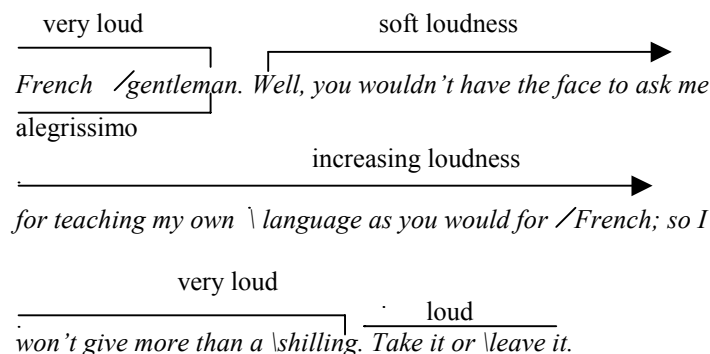 very loud soft loudness
French ∕gentleman. Well, you wouldn’t have the face to ask me
alegrissimo
increasing loudness
for teaching my own \ language as you would for ∕French; so I
very loud
loud
won’t give more than a \shilling. Take it or \leave it.